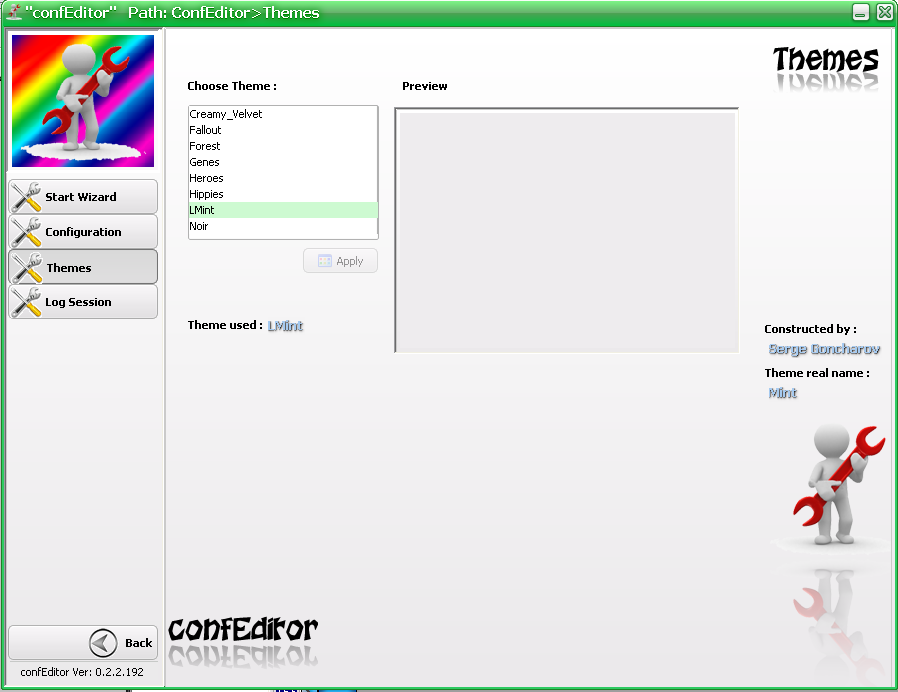 "confEditor" Path: ConfEditor>Themes
Themes
Choose Theme :
Preview
Creamy_Velvet
Fallout
Forest
Genes
Heroes
Hippies
LMint
Noir
Apply
Theme used : LMint
Start Wizard
Configuration
Themes
Log Session
Constructed by :
Serge Goncharov
Theme real name :
Mint
confEditor
Back
confEditor Ver: 0.2.2.192